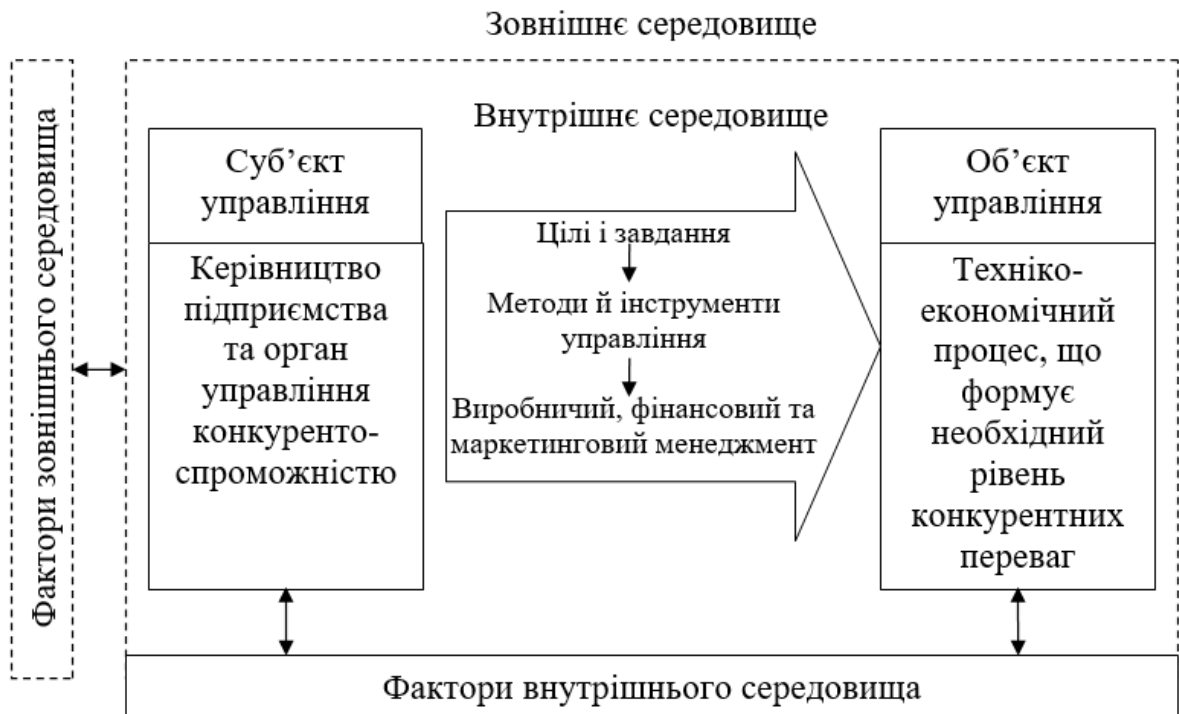 Зовнішнє середовище
Фактори зовнішнього середовища
Внутрішнє середовище
Суб’єкт
управління
Керівництво
підприємства
та орган
управління
конкуренто-
спроможністю
Цілі і завдання
Методи й інструменти
управління
Виробничий, фінансовий та
маркетинговий менеджмент
Об’єкт
управління
Техніко-
економічний
процес, що
формує
необхідний
рівень
конкурентних
переваг
Фактори внутрішнього середовища